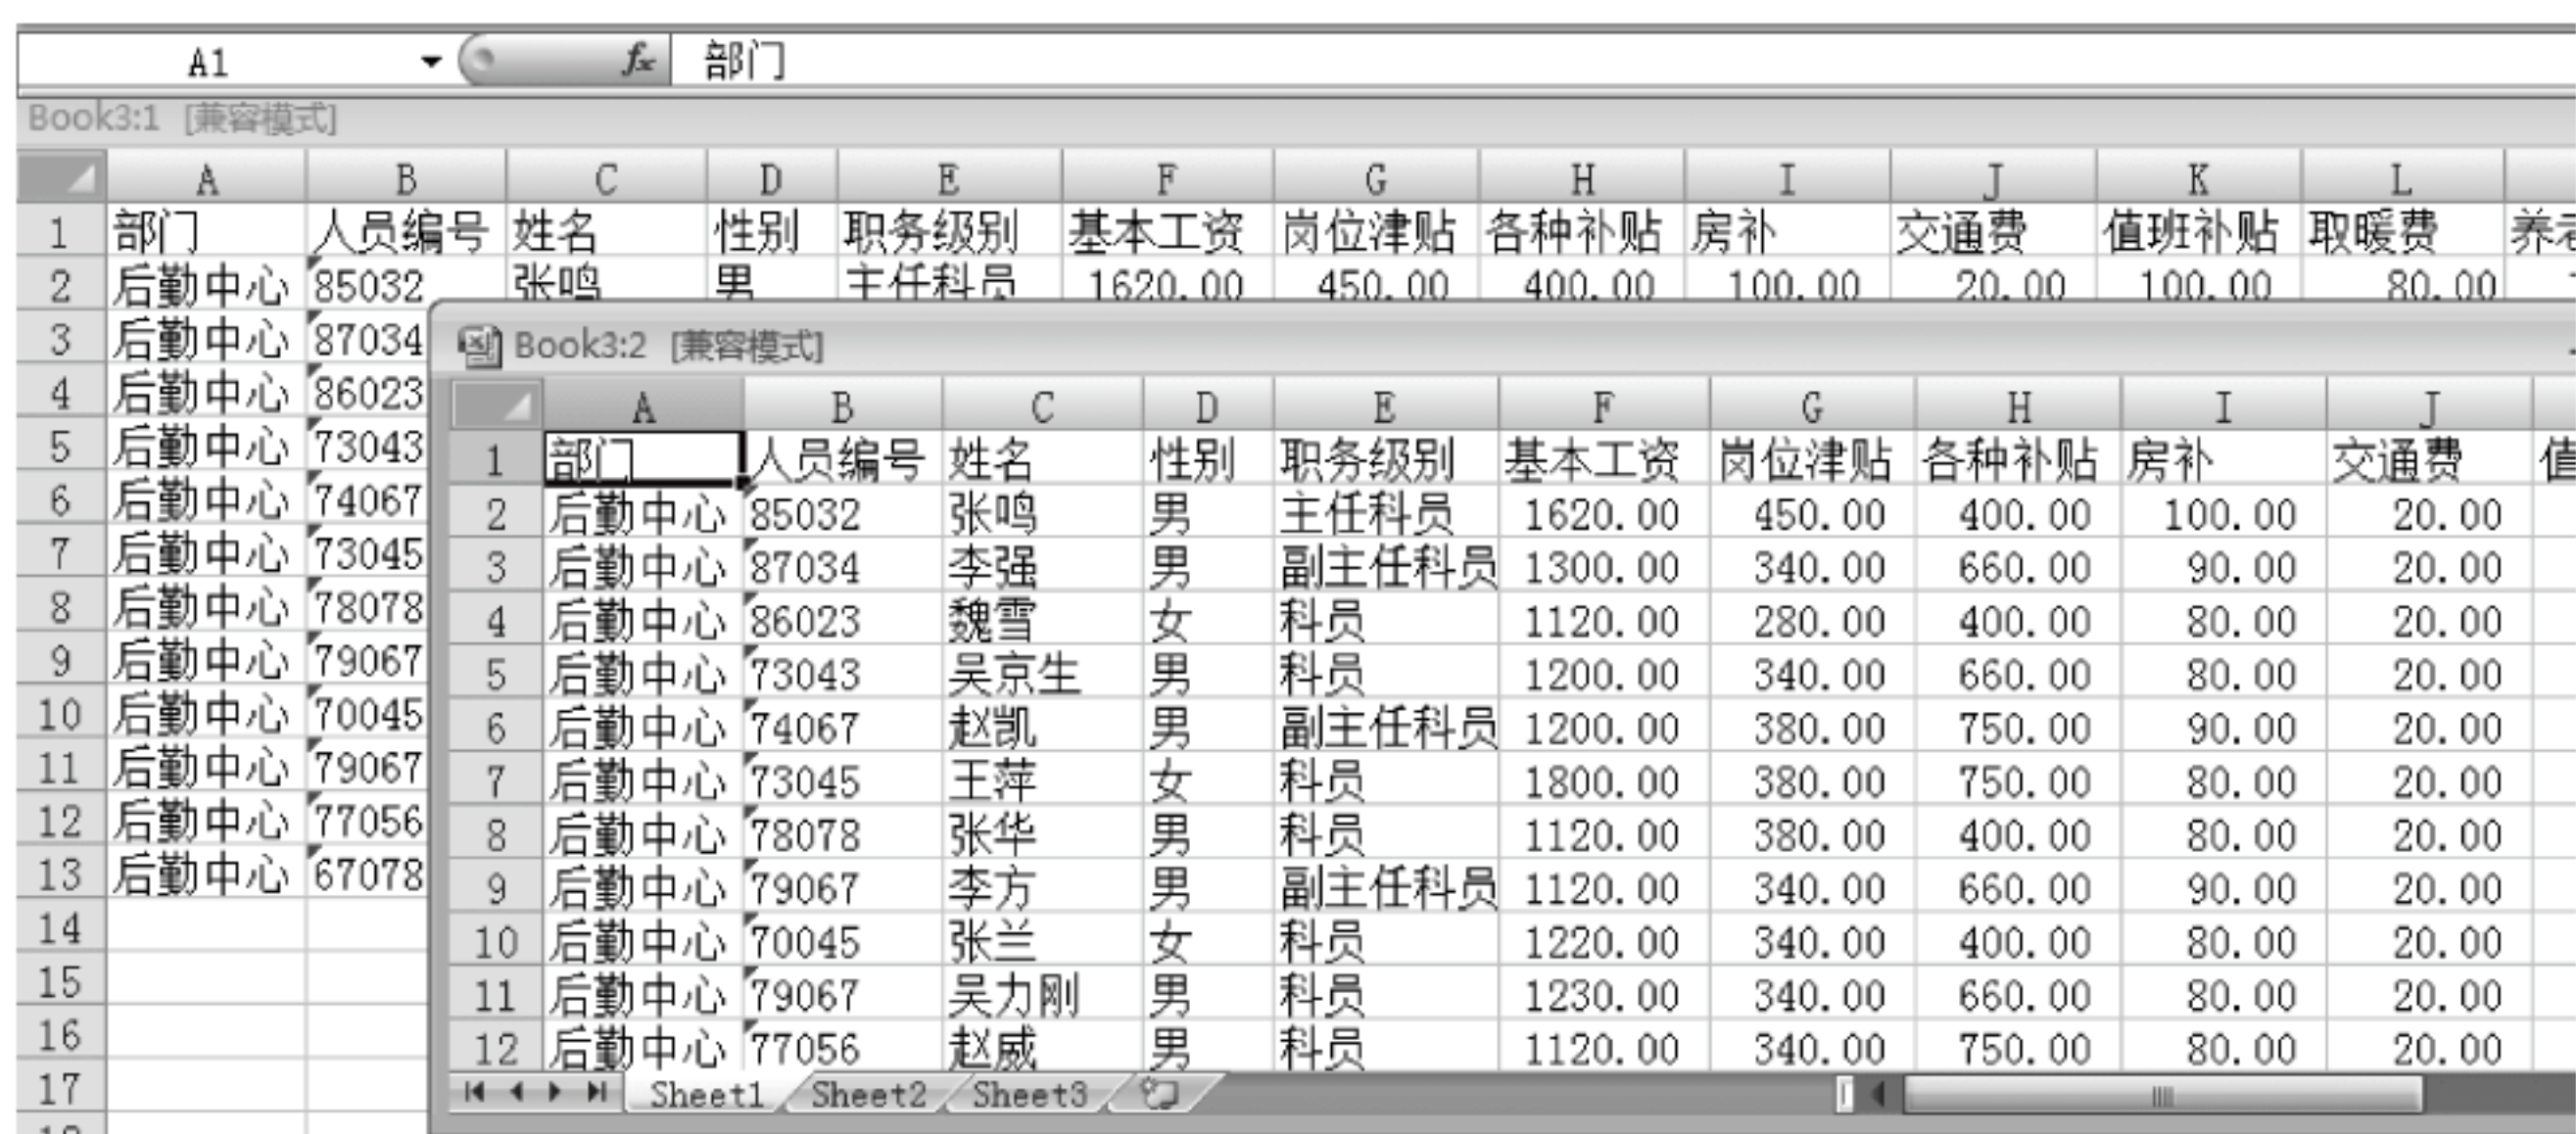 A1 fx 部门
Book3:1 [兼容模式]
A B C D E F G H I J K L
1 部门 人员编号 姓名 性别 职务级别 基本工资 岗位津贴 各种补贴 房补 交通费 值班补贴 取暖费 养老
2 后勤中心 85032 张鸣 男 主任科员 1620.00 450.00 400.00 100.00 20.00 100.00 80.00
3 后勤中心 87034
4 后勤中心 86023
5 后勤中心 73043
6 后勤中心 74067
7 后勤中心 73045
8 后勤中心 78078
9 后勤中心 79067
10 后勤中心 70045
11 后勤中心 79067
12 后勤中心 77056
13 后勤中心 67078
14
15
16
17
Book3:2 [兼容模式]
A B C D E F G H I J
1 部门 人员编号 姓名 性别 职务级别 基本工资 岗位津贴 各种补贴 房补 交通费 值
2 后勤中心 85032 张鸣 男 主任科员 1620.00 450.00 400.00 100.00 20.00
3 后勤中心 87034 李强 男 副主任科员 1300.00 340.00 660.00 90.00 20.00
4 后勤中心 86023 魏雪 女 科员 1120.00 280.00 400.00 80.00 20.00
5 后勤中心 73043 吴京生 男 科员 1200.00 340.00 660.00 80.00 20.00
6 后勤中心 74067 赵凯 男 副主任科员 1200.00 380.00 750.00 90.00 20.00
7 后勤中心 73045 王萍 女 科员 1800.00 380.00 750.00 80.00 20.00
8 后勤中心 78078 张华 男 科员 1120.00 380.00 400.00 80.00 20.00
9 后勤中心 79067 李方 男 副主任科员 1120.00 340.00 660.00 90.00 20.00
10 后勤中心 70045 张兰 女 科员 1220.00 340.00 400.00 80.00 20.00
11 后勤中心 79067 吴力刚 男 科员 1230.00 340.00 660.00 80.00 20.00
12 后勤中心 77056 赵威 男 科员 1120.00 340.00 750.00 80.00 20.00
Sheet1 Sheet2 Sheet3